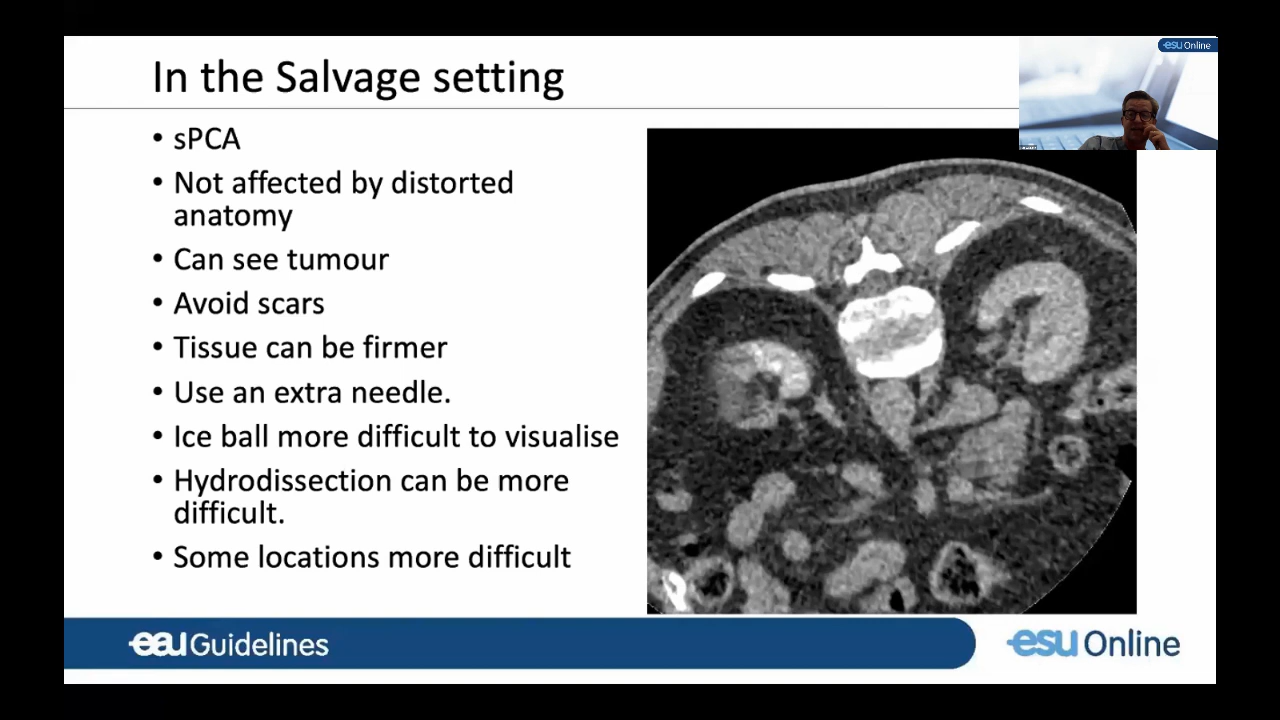 In the Salvage setting
• sPCA
• Not affected by distorted
anatomy
• Can see tumour
• Avoid scars
• Tissue can be firmer
• Use an extra needle.
• Ice ball more difficult to visualise
• Hydrodissection can be more
difficult.
• Some locations more difficult
esu Online
eau Guidelines
esu Online